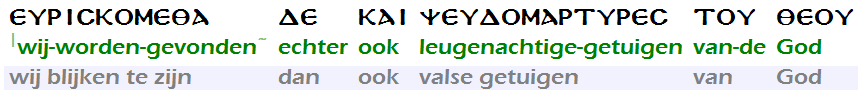 ΕΥΡΙϹΚΟΜΕΘΑ ΔΕ ΚΑΙ ΨΕΥΔΟΜΑΡΤΥΡΕϹ ΤΟΥ ΘΕΟΥ
|wij-worden-gevonden~ echter ook leugenachtige-getuigen van-de God
wij blijken te zijn dan ook valse getuigen van God